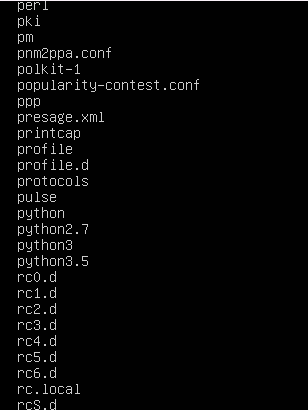 perl
pki
pm
pnm2ppa.conf
polkit-1
popularity-contest.conf
ppp
presage.xml
printcap
profile
profile.d
protocols
pulse
python
python2.7
python3
python3.5
rc0.d
rc1.d
rc2.d
rc3.d
rc4.d
rc5.d
rc6.d
rc.local
rcS.d